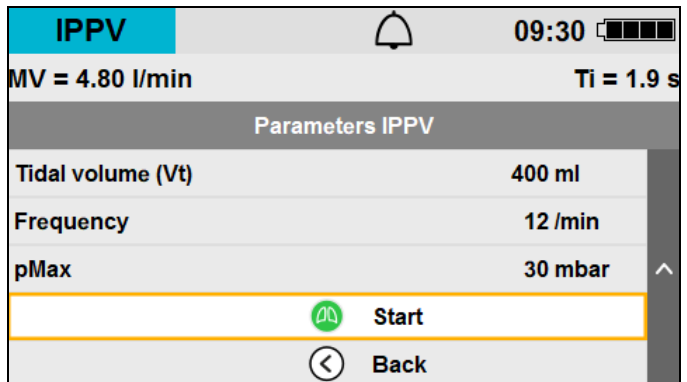 IPPV 09:30
MV = 4.80 l/min Ti = 1.9 s
Parameters IPPV
Tidal volume (Vt) 400 ml
Frequency 12 /min
pMax 30 mbar
Start
Back